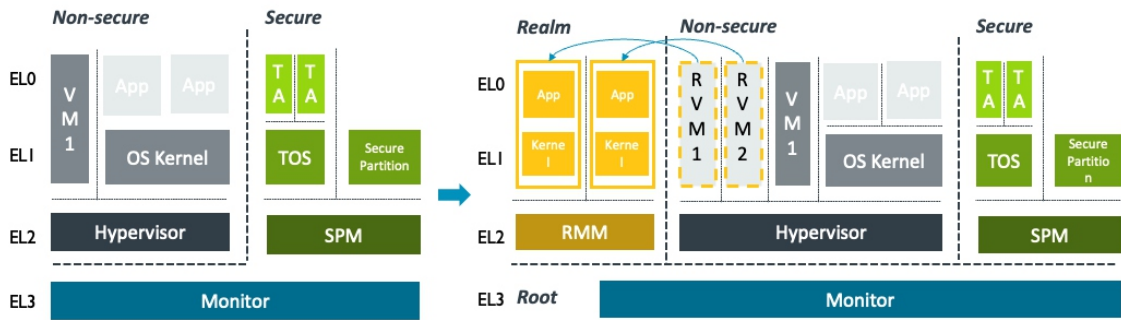 Non-secure
Secure
EL0
V
M
1
App
App
T
A
T
A
EL1
OS Kernel
TOS
Secure
Partition
EL2
Hypervisor
SPM
EL3
Monitor
Realm
Non-secure
Secure
EL0
App
App
R
V
M
1
R
V
M
2
V
M
1
App
App
T
A
T
A
EL1
Kerne
l
Kerne
l
OS Kernel
TOS
Secure
Partitio
n
EL2
RMM
Hypervisor
SPM
EL3
Root
Monitor